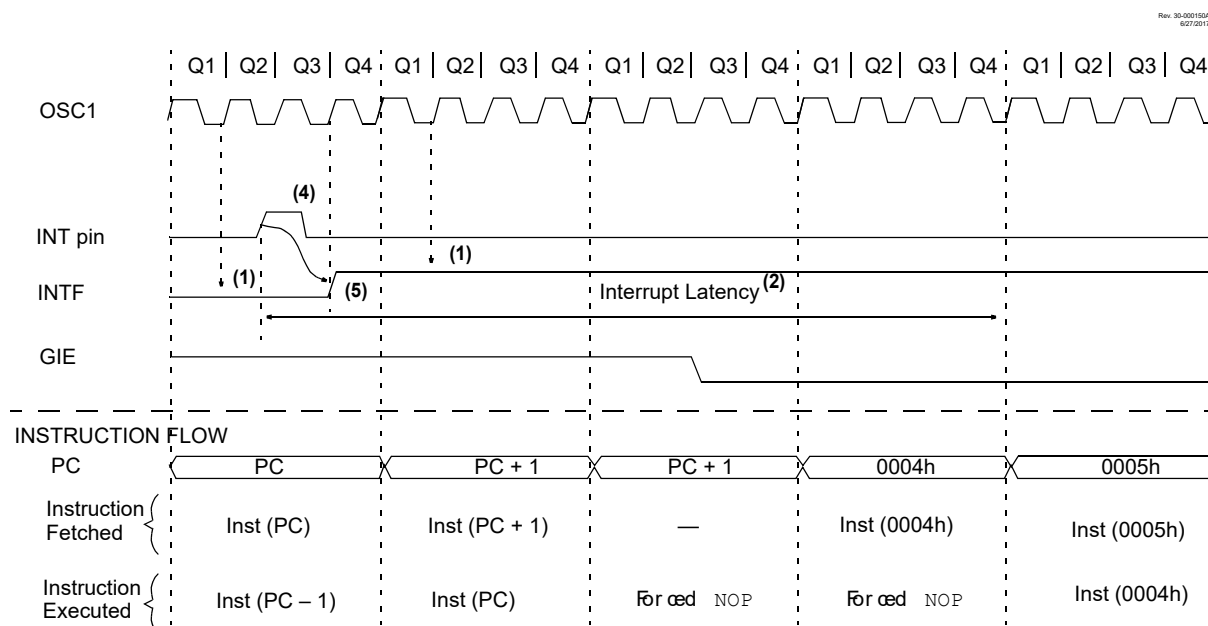 Rev. 30-000150A
6/27/2017
Q1 Q2 Q3 Q4 Q1 Q2 Q3 Q4 Q1 Q2 Q3 Q4 Q1 Q2 Q3 Q4 Q1 Q2 Q3 Q4
OSC1
(4)
INT pin
(1)
(1)
INTF
(5)
Interrupt Latency (2)
GIE
INSTRUCTION FLOW
PC PC PC + 1 PC + 1 0004h 0005h
Instruction
Fetched
Inst (PC) Inst (PC + 1) — Inst (0004h) Inst (0005h)
Instruction
Executed
Inst (PC – 1) Inst (PC) Forced NOP Forced NOP Inst (0004h)